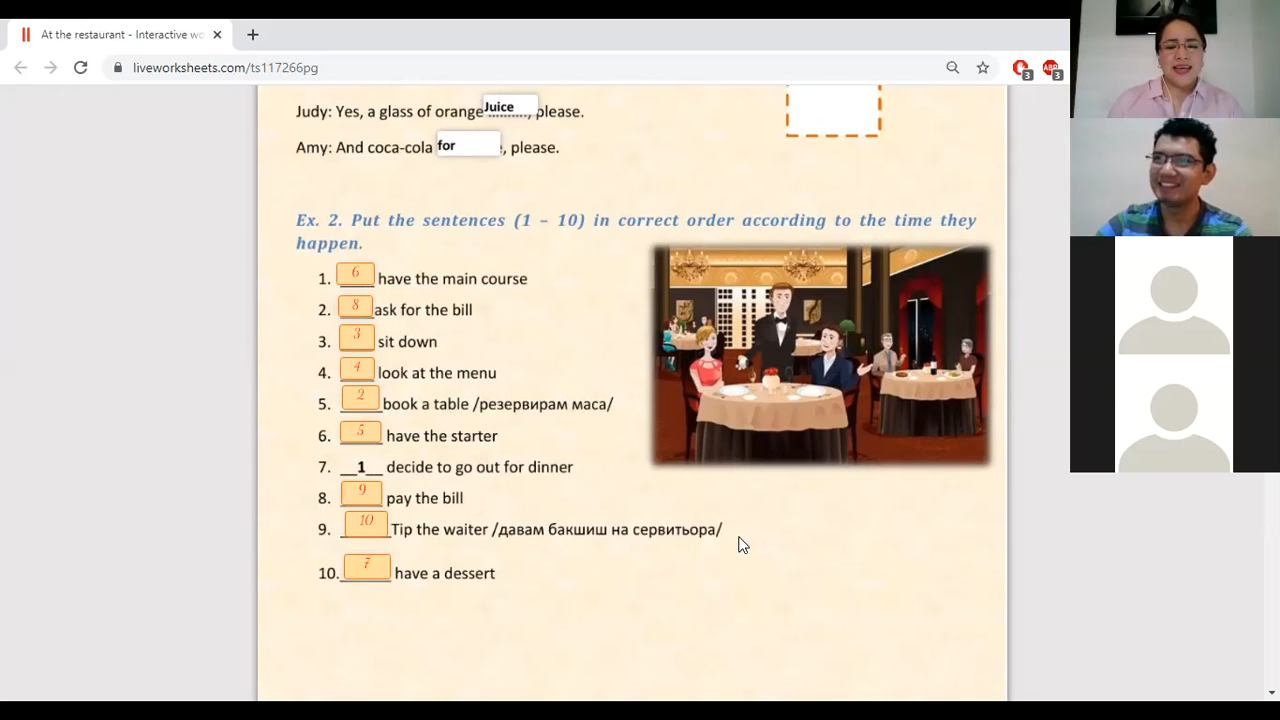 At the restaurant - Interactive wo
liveworksheets.com/ts117266pg
3
ABP
3
Judy: Yes, a glass of orange Juice, please.
Amy: And coca-cola for, please.
Ex. 2. Put the sentences (1 – 10) in correct order according to the time they
happen.
1. 6 have the main course
2. 8 ask for the bill
3. 3 sit down
4. 4 look at the menu
5. 2 book a table /резервирам маса/
6. 5 have the starter
7. __1__ decide to go out for dinner
8. 9 pay the bill
9. 10 Tip the waiter /давам бакшиш на сервитьора/
10. 7 have a dessert